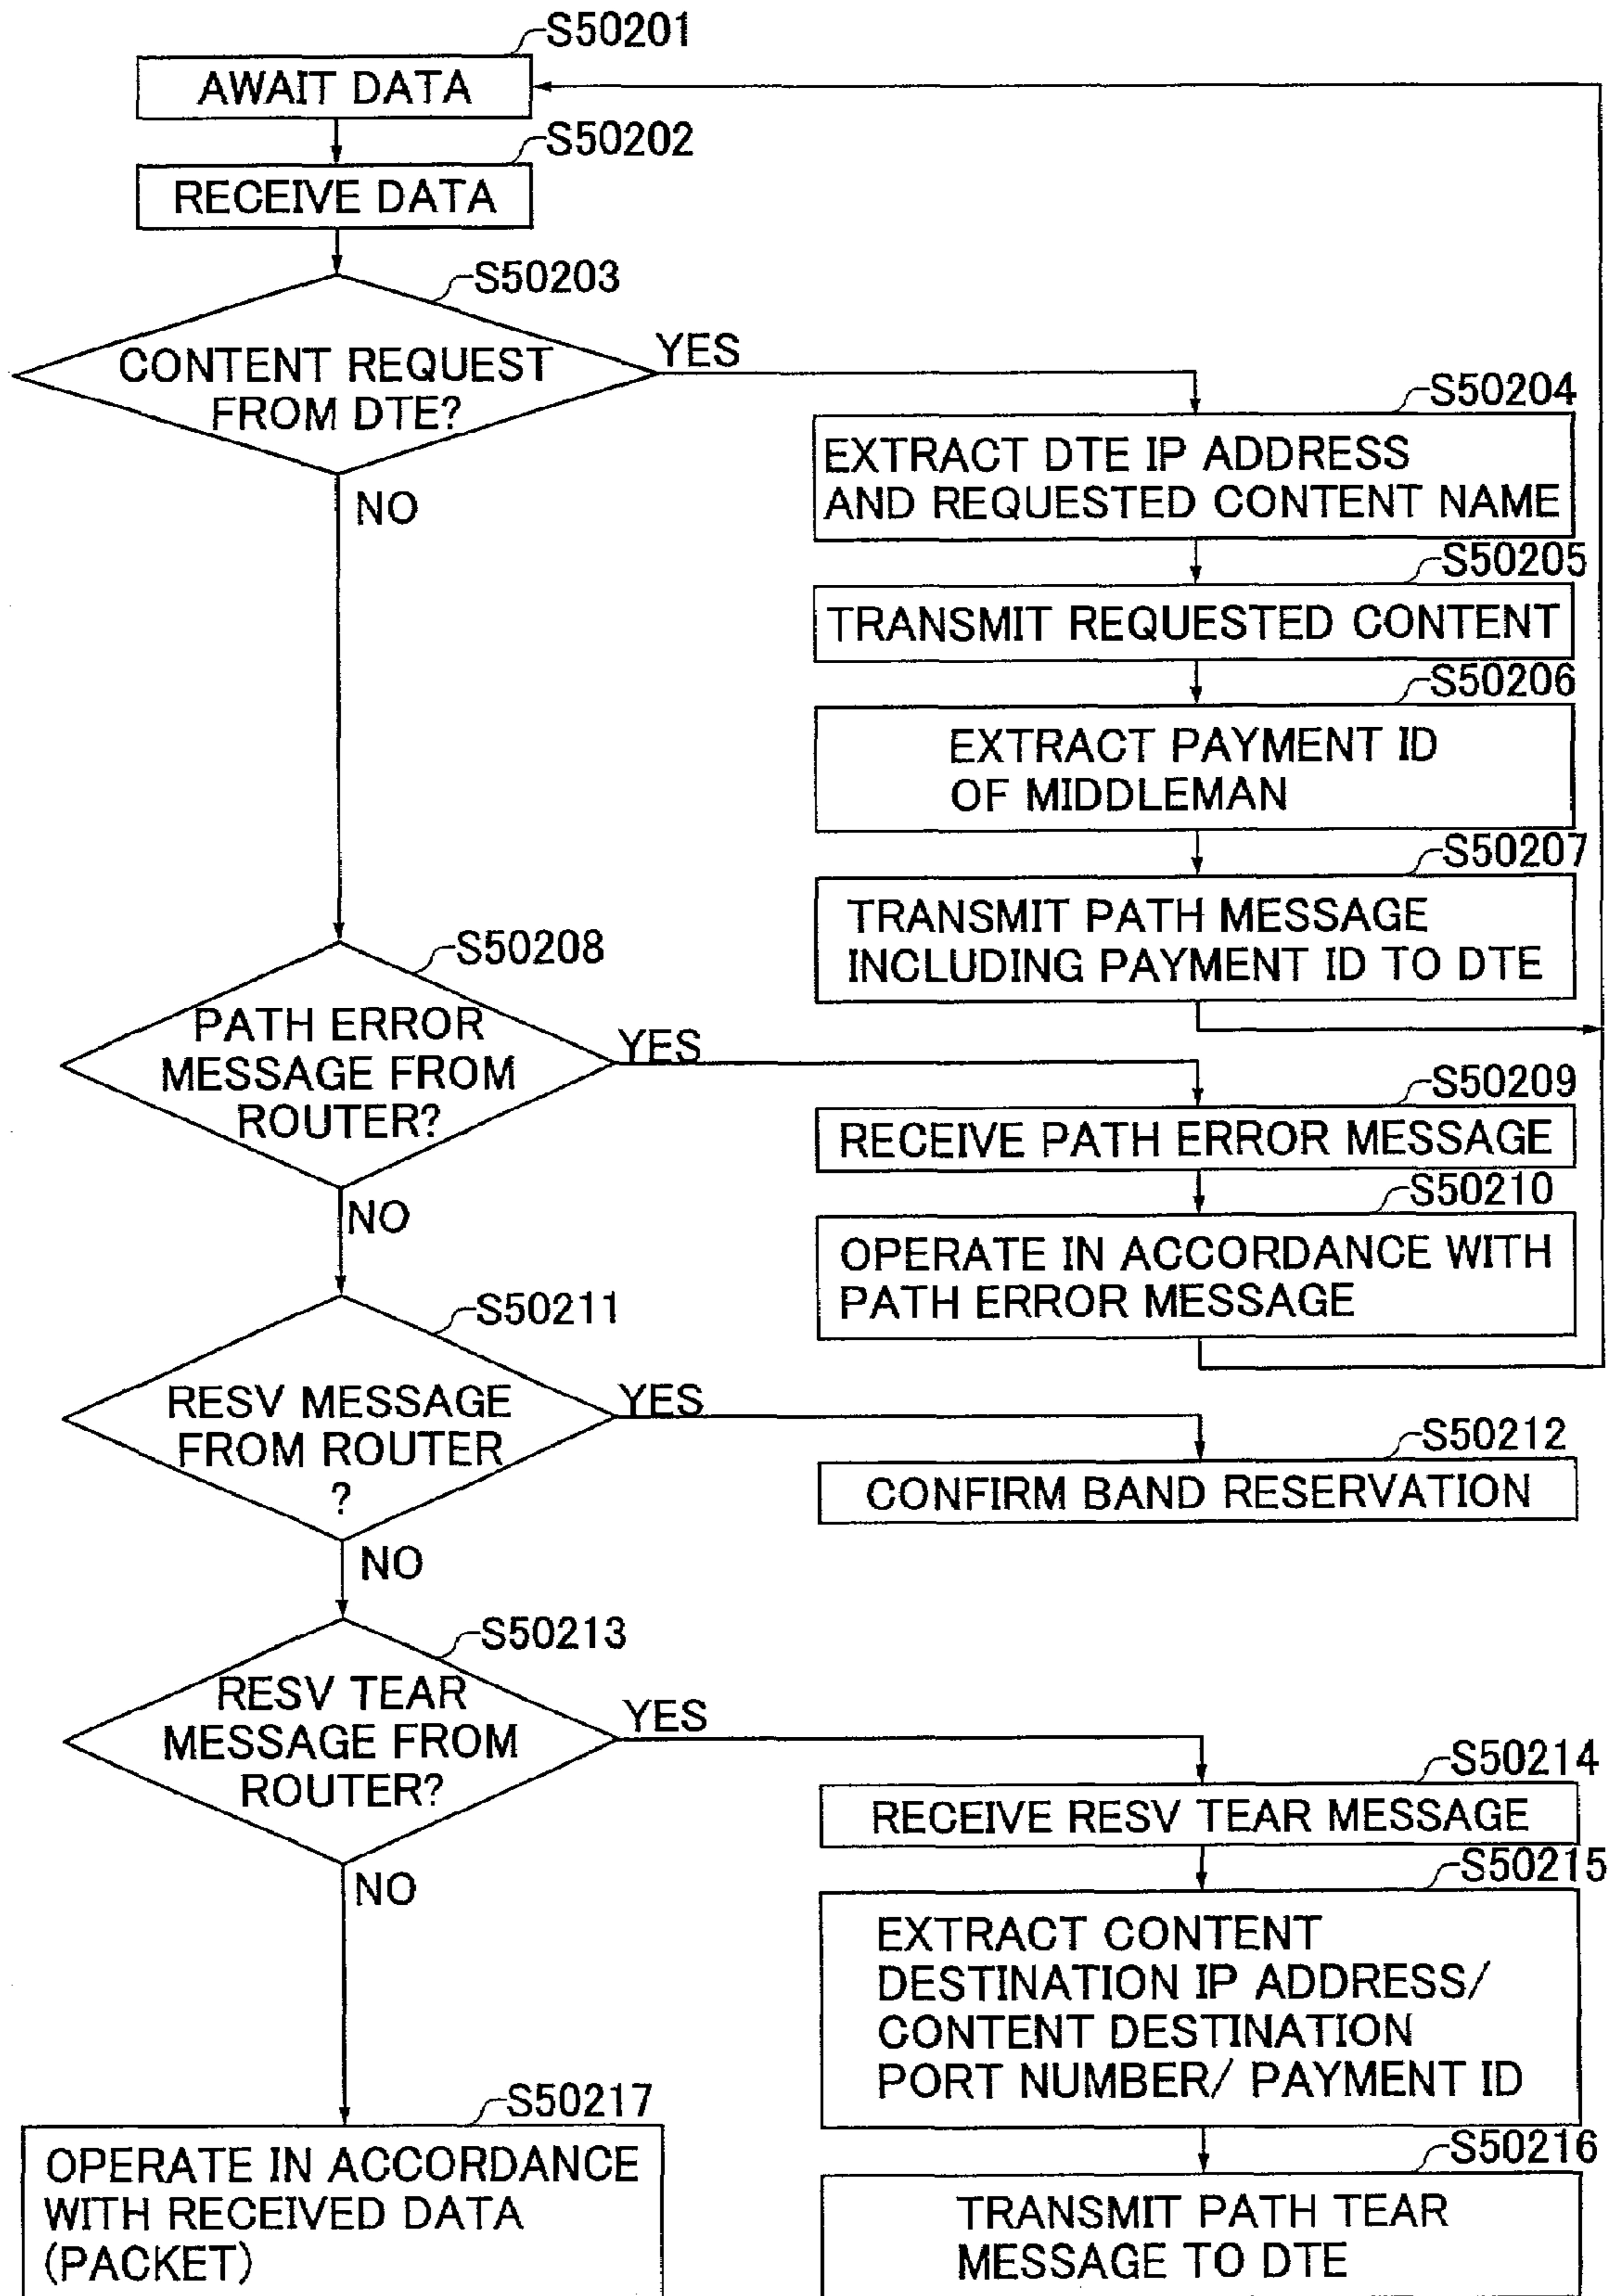 S50201
AWAIT DATA
S50202
RECEIVE DATA
S50203
CONTENT REQUEST
FROM DTE?
YES
NO
S50204
EXTRACT DTE IP ADDRESS
AND REQUESTED CONTENT NAME
S50205
TRANSMIT REQUESTED CONTENT
S50206
EXTRACT PAYMENT ID
OF MIDDLEMAN
S50207
TRANSMIT PATH MESSAGE
INCLUDING PAYMENT ID TO DTE
S50208
PATH ERROR
MESSAGE FROM
ROUTER?
YES
NO
S50209
RECEIVE PATH ERROR MESSAGE
S50210
OPERATE IN ACCORDANCE WITH
PATH ERROR MESSAGE
S50211
RESV MESSAGE
FROM ROUTER
?
YES
NO
S50212
CONFIRM BAND RESERVATION
S50213
RESV TEAR
MESSAGE FROM
ROUTER?
YES
NO
S50214
RECEIVE RESV TEAR MESSAGE
S50215
EXTRACT CONTENT
DESTINATION IP ADDRESS/
CONTENT DESTINATION
PORT NUMBER/ PAYMENT ID
S50216
TRANSMIT PATH TEAR
MESSAGE TO DTE
S50217
OPERATE IN ACCORDANCE
WITH RECEIVED DATA
(PACKET)